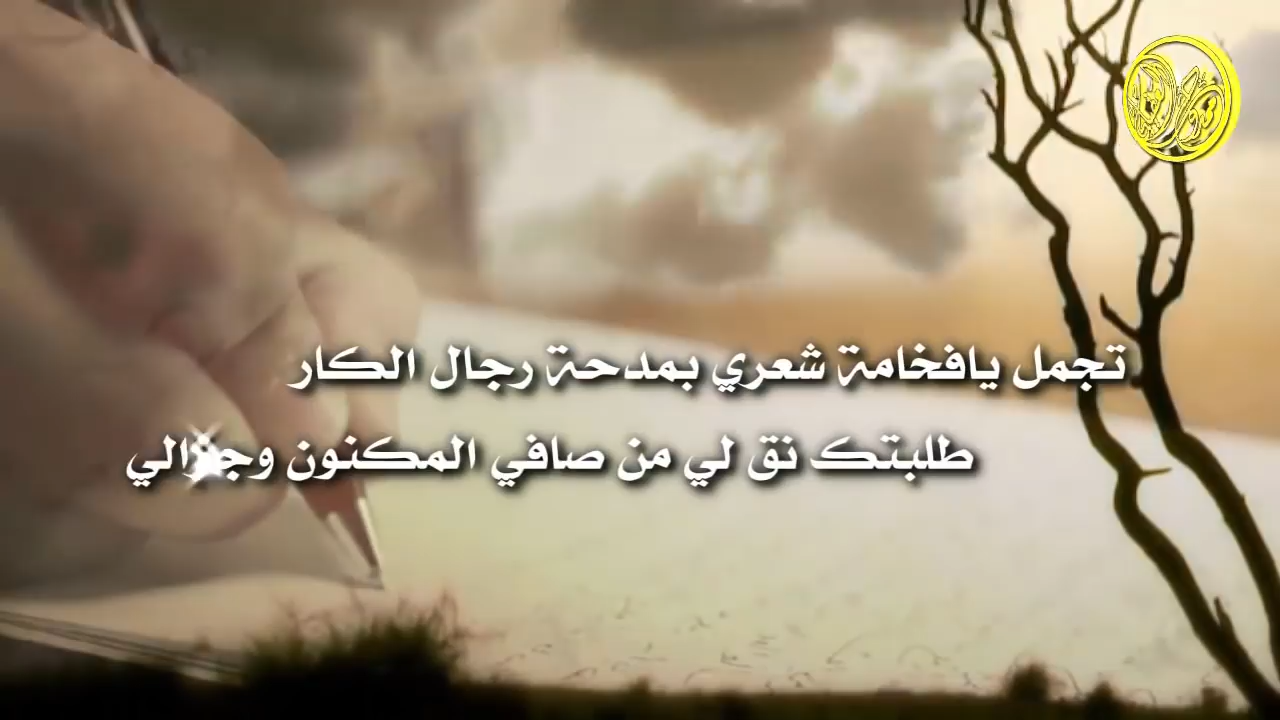 تجمل يافخامة شعري بمدحة رجال الكار
طلبتك نق لي من صافي المكنون وجزالي